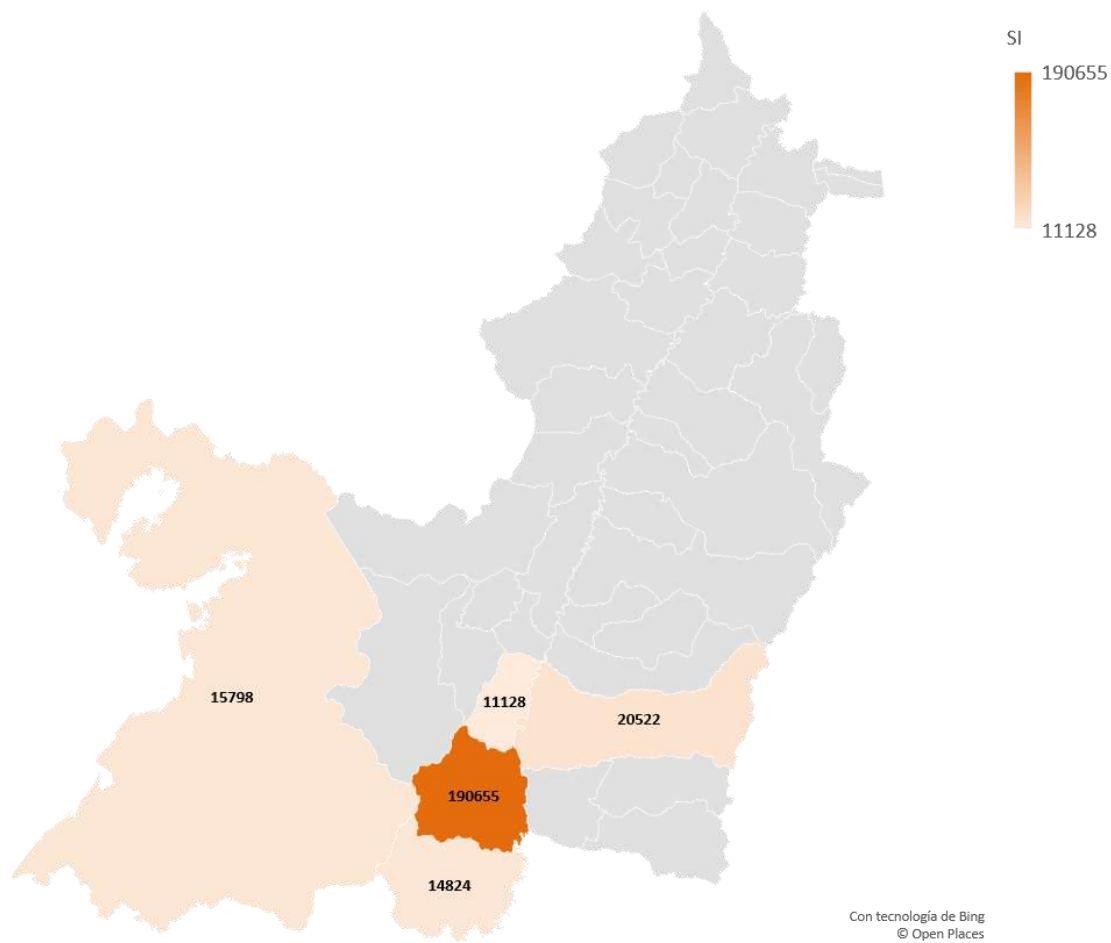 SI
190655
11128
15798
11128
20522
190655
14824
Con tecnología de Bing
© Open Places